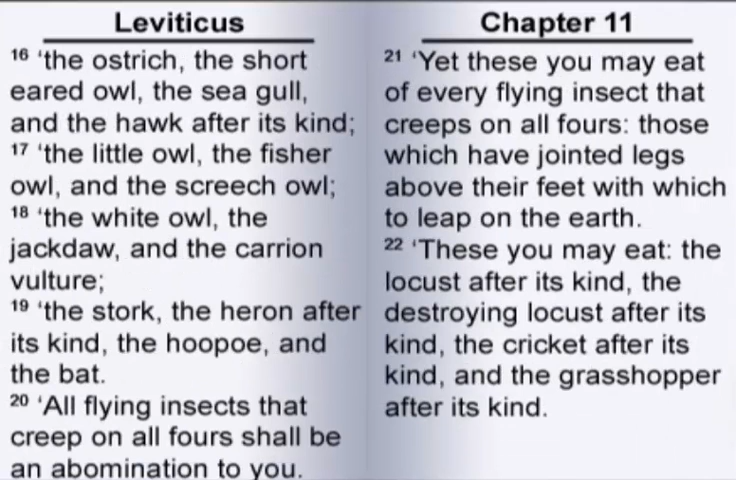 Leviticus
¹⁶ ‘the ostrich, the short
eared owl, the sea gull,
and the hawk after its kind;
¹⁷ ‘the little owl, the fisher
owl, and the screech owl;
¹⁸ ‘the white owl, the
jackdaw, and the carrion
vulture;
¹⁹ ‘the stork, the heron after
its kind, the hoopoe, and
the bat.
²⁰ ‘All flying insects that
creep on all fours shall be
an abomination to you.
Chapter 11
²¹ ‘Yet these you may eat
of every flying insect that
creeps on all fours: those
which have jointed legs
above their feet with which
to leap on the earth.
²² ‘These you may eat: the
locust after its kind, the
destroying locust after its
kind, the cricket after its
kind, and the grasshopper
after its kind.